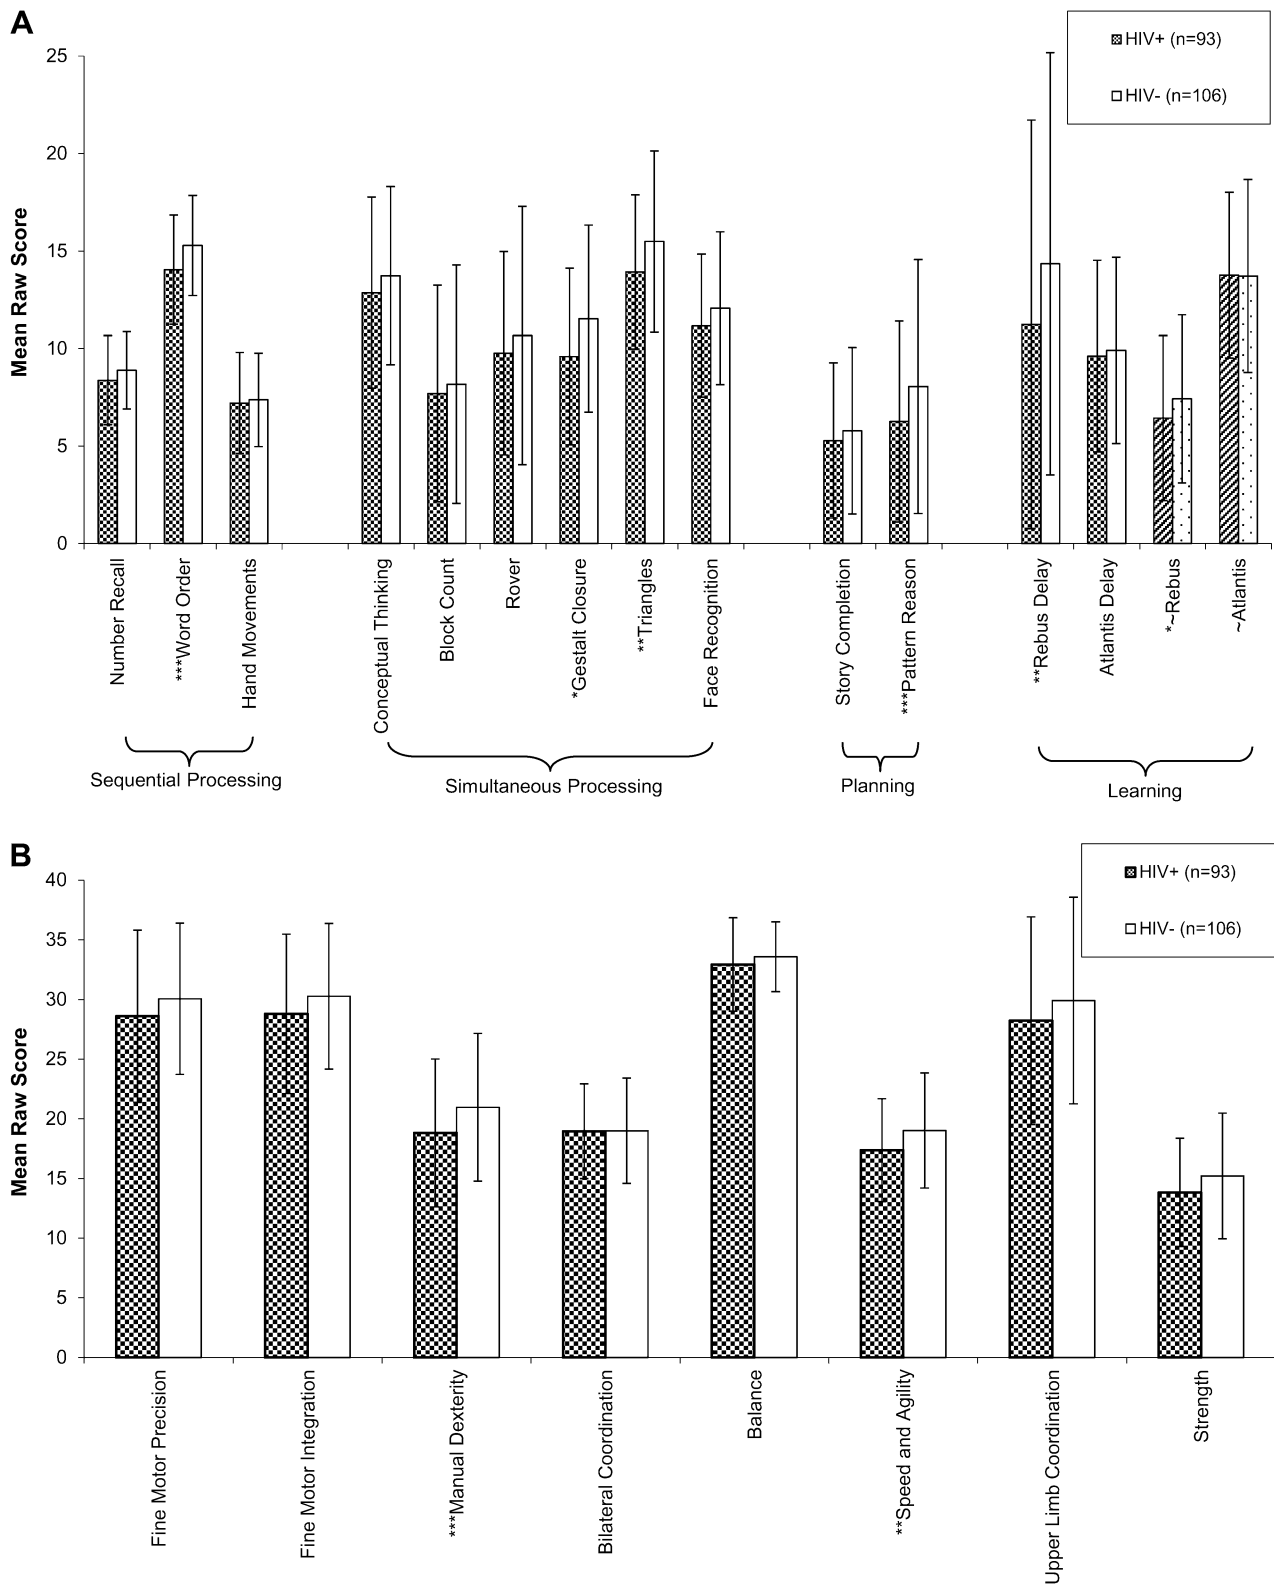 A
HIV+ (n=93)
HIV- (n=106)
25
20
15
10
5
0
Mean Raw Score
Number Recall
***Word Order
Hand Movements
Conceptual Thinking
Block Count
Rover
*Gestalt Closure
**Triangles
Face Recognition
Story Completion
***Pattern Reason
**Rebus Delay
Atlantis Delay
*~Rebus
~Atlantis
Sequential Processing
Simultaneous Processing
Planning
Learning
B
HIV+ (n=93)
HIV- (n=106)
40
35
30
25
20
15
10
5
0
Mean Raw Score
Fine Motor Precision
Fine Motor Integration
***Manual Dexterity
Bilateral Coordination
Balance
**Speed and Agility
Upper Limb Coordination
Strength